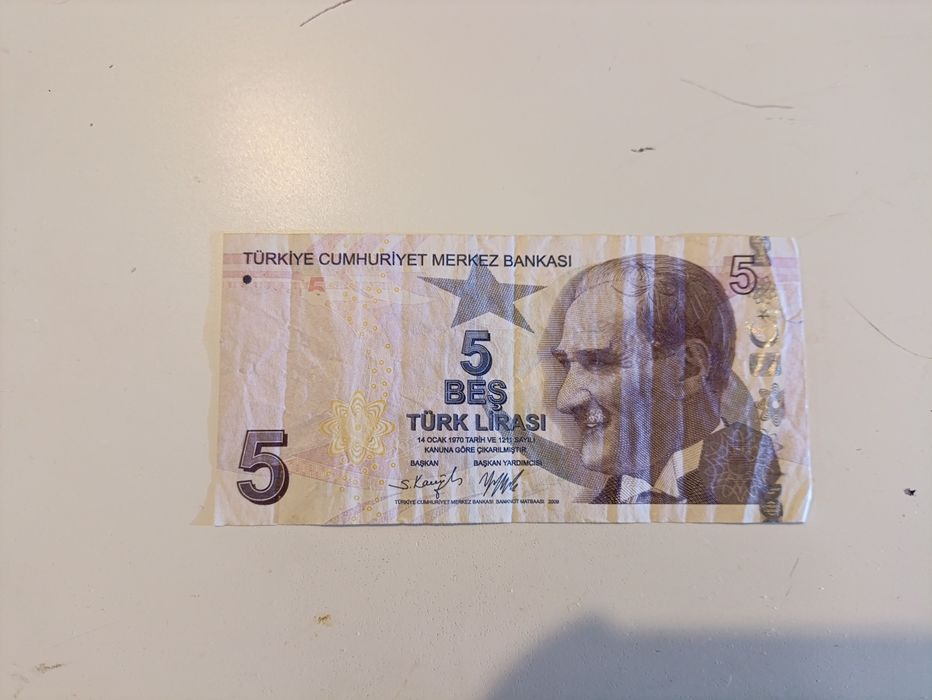 TÜRKİYE CUMHURİYET MERKEZ BANKASI
5
5
5
BEŞ
TÜRK LİRASI
14 OCAK 1970 TARİH VE 1211 SAYILI
KANUNA GÖRE ÇIKARILMIŞTIR
BAŞKAN BAŞKAN YARDIMCISI
5
TÜRKİYE CUMHURİYET MERKEZ BANKASI BANKNOT MATBAASI 2009